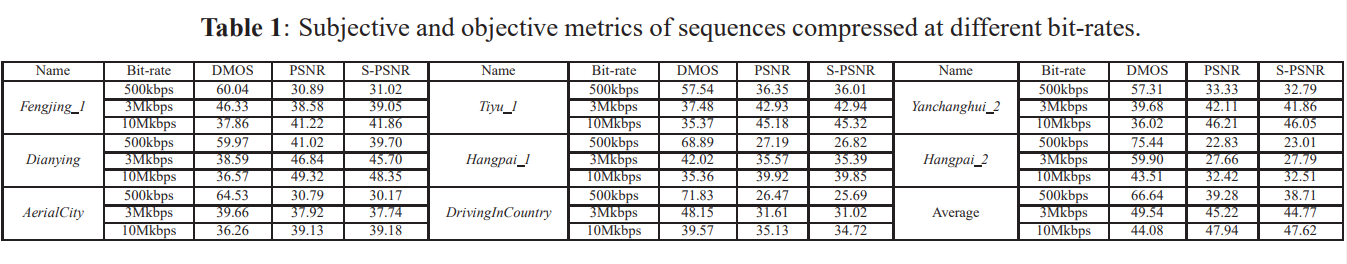 Table 1: Subjective and objective metrics of sequences compressed at different bit-rates.
Name Bit-rate DMOS PSNR S-PSNR Name Bit-rate DMOS PSNR S-PSNR Name Bit-rate DMOS PSNR S-PSNR
Fengjing_1 500kbps 60.04 30.89 31.02 Tiyu_1 500kbps 57.54 36.35 36.01 Yanchanghui_2 500kbps 57.31 33.33 32.79
3Mkbps 46.33 38.58 39.05 3Mkbps 37.48 42.93 42.94 3Mkbps 39.68 42.11 41.86
10Mkbps 37.86 41.22 41.86 10Mkbps 35.37 45.18 45.32 10Mkbps 36.02 46.21 46.05
Dianying 500kbps 59.97 41.02 39.70 Hangpai_1 500kbps 68.89 27.19 26.82 Hangpai_2 500kbps 75.44 22.83 23.01
3Mkbps 38.59 46.84 45.70 3Mkbps 42.02 35.57 35.39 3Mkbps 59.90 27.66 27.79
10Mkbps 36.57 49.32 48.35 10Mkbps 35.36 39.92 39.85 10Mkbps 43.51 32.42 32.51
AerialCity 500kbps 64.53 30.79 30.17 DrivingInCountry 500kbps 71.83 26.47 25.69 Average 500kbps 66.64 39.28 38.71
3Mkbps 39.66 37.92 37.74 3Mkbps 48.15 31.61 31.02 3Mkbps 49.54 45.22 44.77
10Mkbps 36.26 39.13 39.18 10Mkbps 39.57 35.13 34.72 10Mkbps 44.08 47.94 47.62